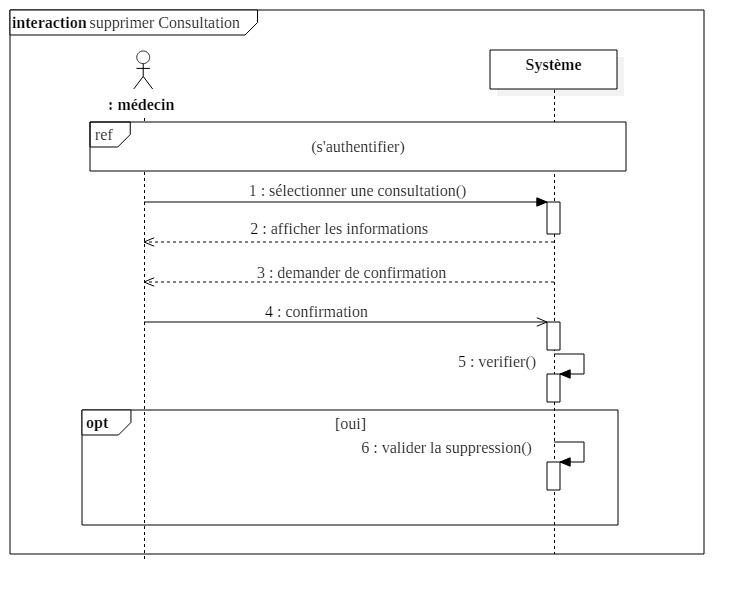 interaction supprimer Consultation
Système
: médecin
ref
(s'authentifier)
1 : sélectionner une consultation()
2 : afficher les informations
3 : demander de confirmation
4 : confirmation
5 : verifier()
opt
[oui]
6 : valider la suppression()